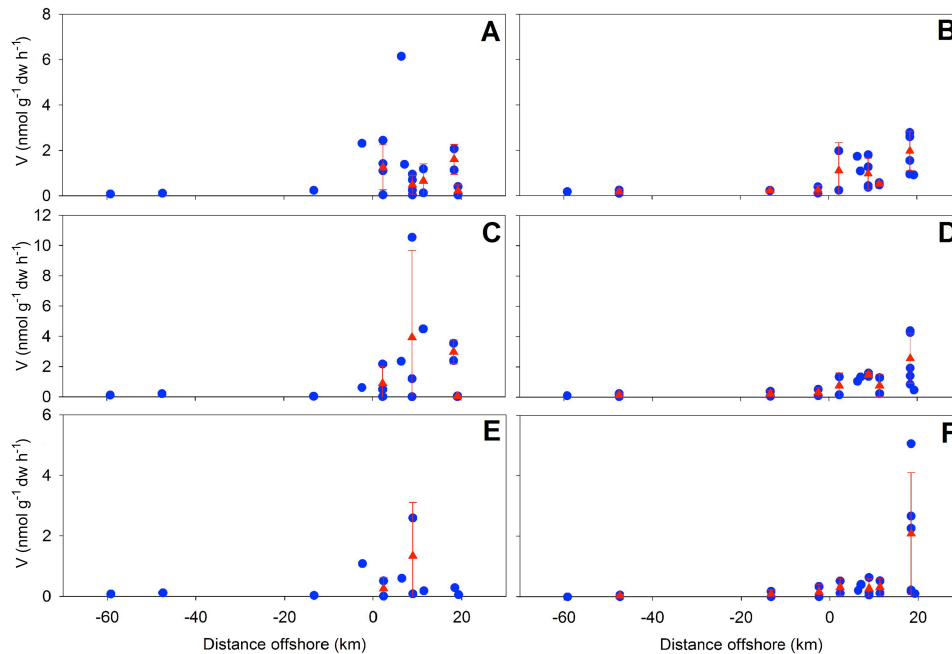 8 A B
6
4
2
0
V (nmol g⁻¹ dw h⁻¹)
12 C D
10
8
6
4
2
0
V (nmol g⁻¹ dw h⁻¹)
6 E F
4
2
0
V (nmol g⁻¹ dw h⁻¹)
-60 -40 -20 0 20 -60 -40 -20 0 20
Distance offshore (km) Distance offshore (km)